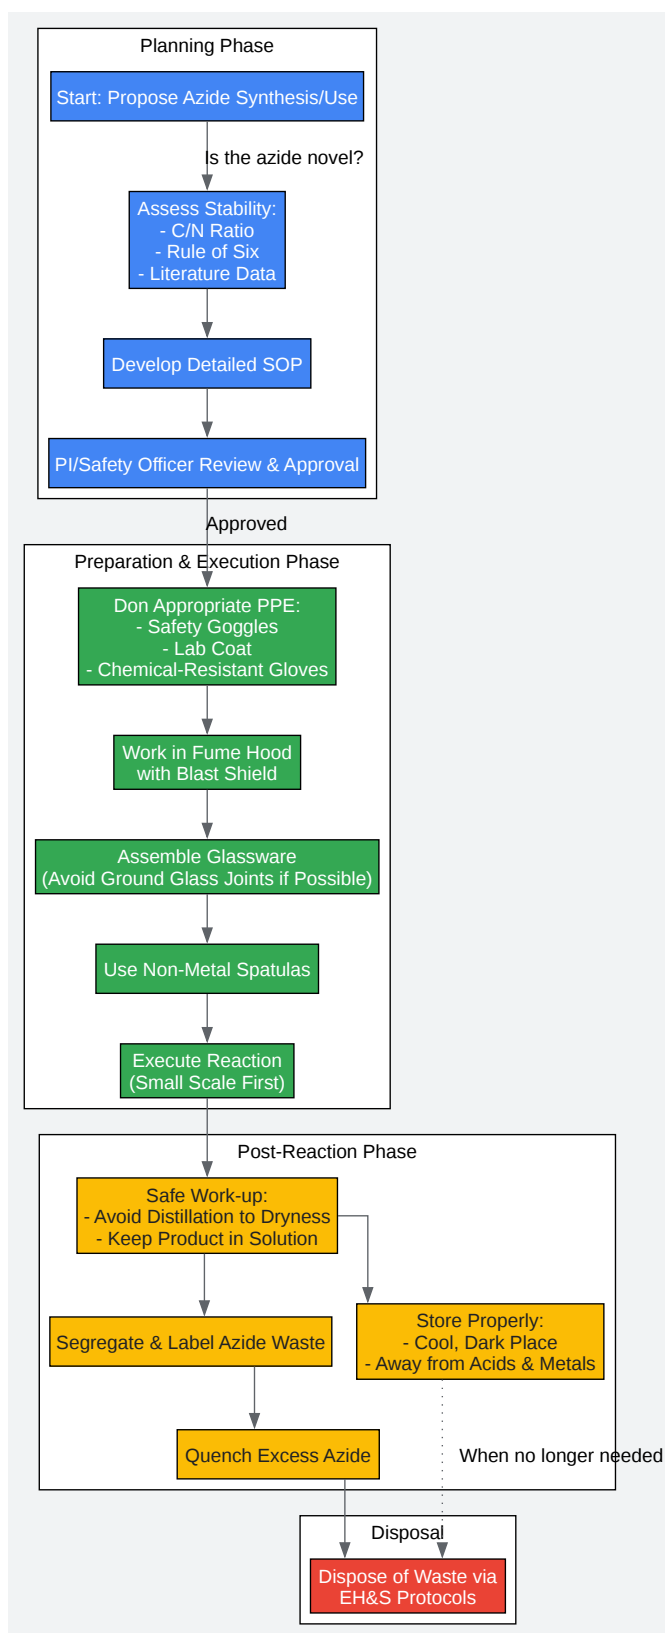 Planning Phase
Start: Propose Azide Synthesis/Use
Is the azide novel?
Assess Stability:
- C/N Ratio
- Rule of Six
- Literature Data
Develop Detailed SOP
PI/Safety Officer Review & Approval
Approved
Preparation & Execution Phase
Don Appropriate PPE:
- Safety Goggles
- Lab Coat
- Chemical-Resistant Gloves
Work in Fume Hood
with Blast Shield
Assemble Glassware
(Avoid Ground Glass Joints if Possible)
Use Non-Metal Spatulas
Execute Reaction
(Small Scale First)
Post-Reaction Phase
Safe Work-up:
- Avoid Distillation to Dryness
- Keep Product in Solution
Segregate & Label Azide Waste
Store Properly:
- Cool, Dark Place
- Away from Acids & Metals
Quench Excess Azide
When no longer needed
Disposal
Dispose of Waste via
EH&S Protocols